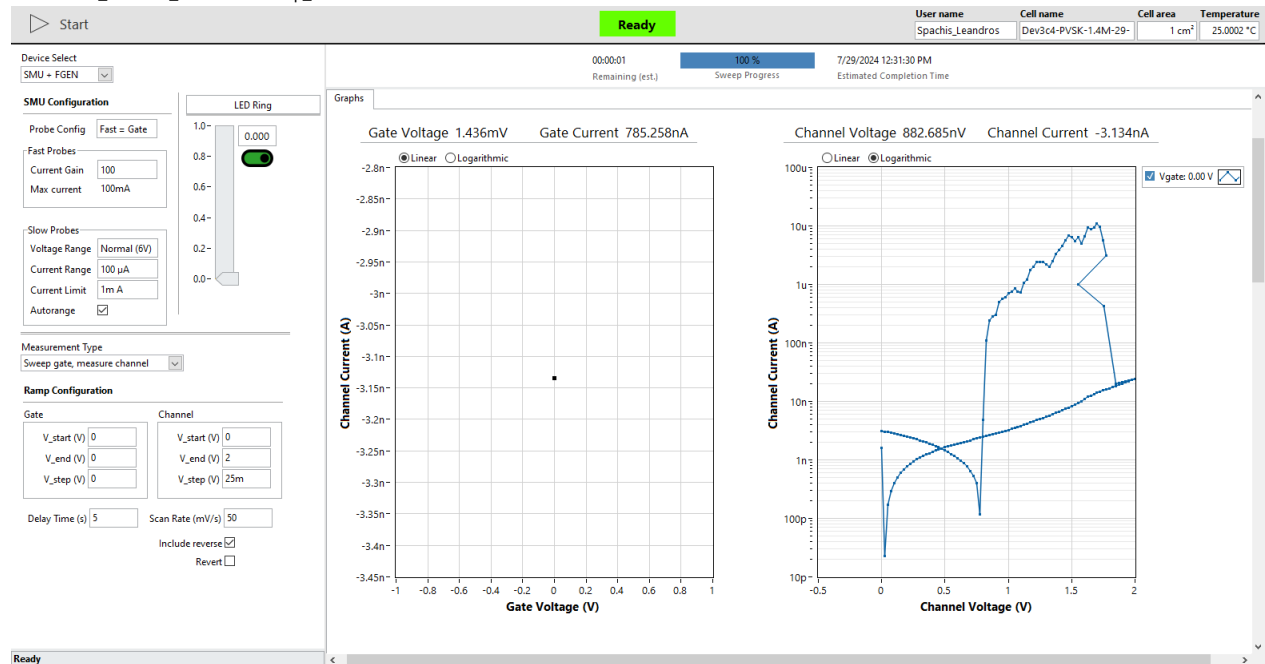 Start
Ready
User name
Cell name
Cell area
Temperature
Spachis_Leandros
Dev3c4-PVSK-1.4M-29-
1 cm²
25.0002 °C
Device Select
SMU + FGEN
00:00:01
100 %
7/29/2024 12:31:30 PM
Remaining (est.)
Sweep Progress
Estimated Completion Time
SMU Configuration
Probe Config
Fast = Gate
Fast Probes
Current Gain
100
Max current
100mA
Slow Probes
Voltage Range
Normal (6V)
Current Range
100 µA
Current Limit
1m A
Autorange
LED Ring
1.0
0.8
0.6
0.4
0.2
0.0
0.000
Measurement Type
Sweep gate, measure channel
Ramp Configuration
Gate
V_start (V) 0
V_end (V) 0
V_step (V) 0
Channel
V_start (V) 0
V_end (V) 2
V_step (V) 25m
Delay Time (s) 5
Scan Rate (mV/s) 50
Include reverse
Revert
Ready
Graphs
Gate Voltage 1.436mV
Gate Current 785.258nA
Linear
Logarithmic
Channel Current (A)
-2.8n
-2.85n
-2.9n
-2.95n
-3n
-3.05n
-3.1n
-3.15n
-3.2n
-3.25n
-3.3n
-3.35n
-3.4n
-3.45n
-1 -0.8 -0.6 -0.4 -0.2 0 0.2 0.4 0.6 0.8 1
Gate Voltage (V)
Channel Voltage 882.685nV
Channel Current -3.134nA
Linear
Logarithmic
Channel Current (A)
100u
10u
1u
100n
10n
1n
100p
10p
-0.5 0 0.5 1 1.5 2
Channel Voltage (V)
Vgate: 0.00 V